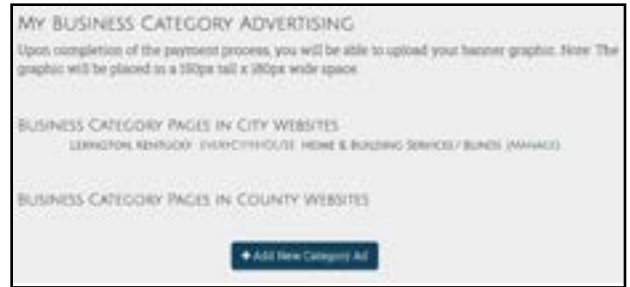 My Business Category Advertising
Upon completion of the payment process, you will be able to upload your banner graphic. Note: The
graphic will be placed in a 150px tall x 180px wide space.
Business Category Pages in City Websites
Lexington, Kentucky Home & Building Services / Blinds (Manage)
Business Category Pages in County Websites
+ Add New Category Ad